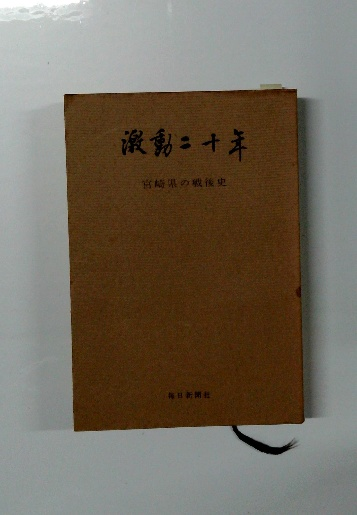 激動二十年
宮崎県の戦後史
毎日新聞社